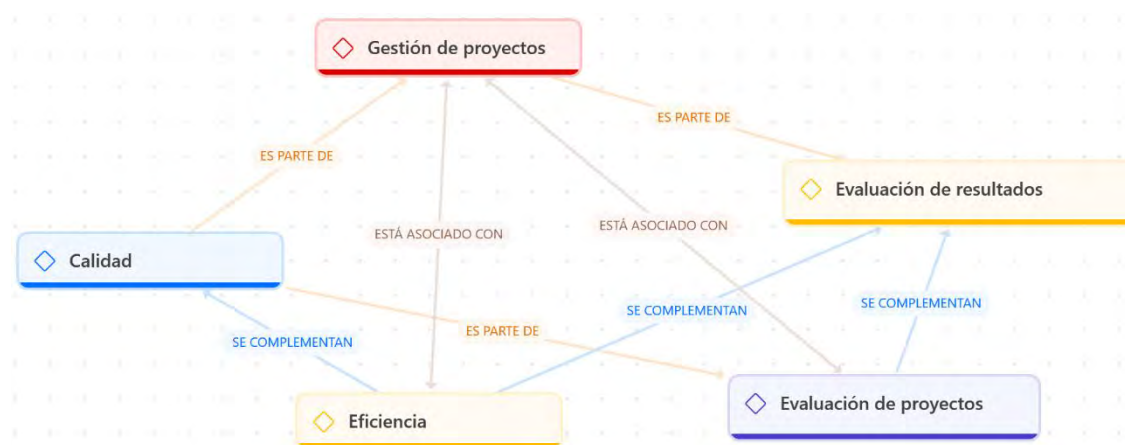 Gestión de proyectos
ES PARTE DE
ES PARTE DE
Evaluación de resultados
ESTÁ ASOCIADO CON
ESTÁ ASOCIADO CON
Calidad
SE COMPLEMENTAN
SE COMPLEMENTAN
ES PARTE DE
SE COMPLEMENTAN
Evaluación de proyectos
Eficiencia